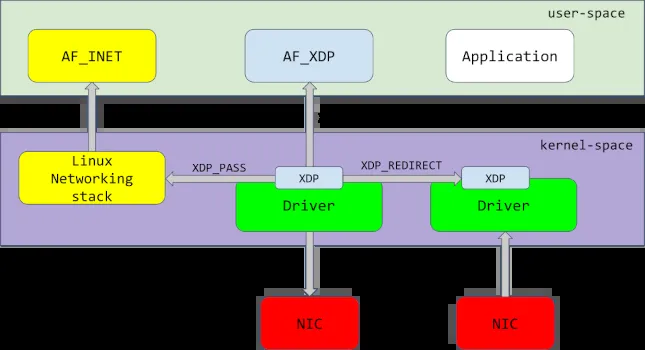 user-space
AF_INET
AF_XDP
Application
kernel-space
Linux
Networking
stack
XDP_PASS
XDP
XDP_REDIRECT
XDP
Driver
Driver
NIC
NIC